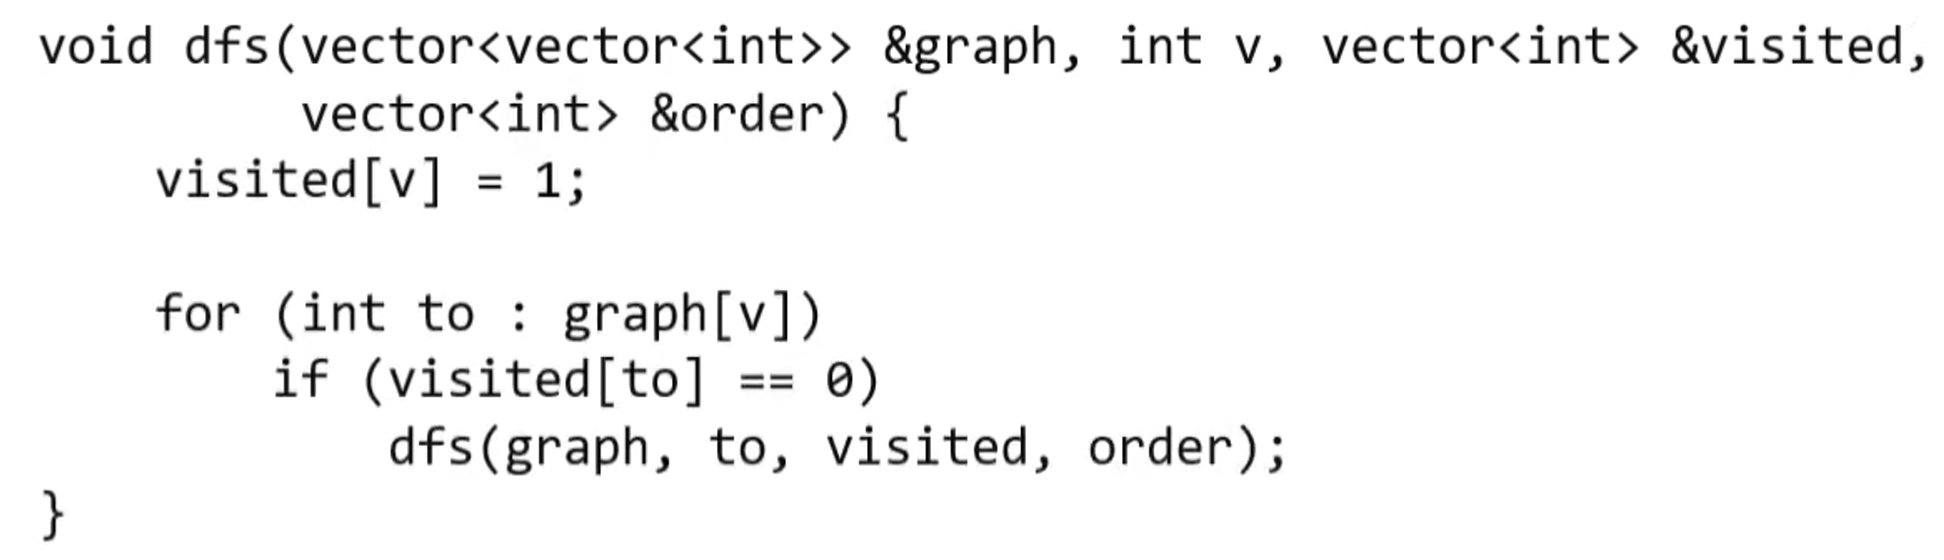 void dfs(vector<vector<int>> &graph, int v, vector<int> &visited,
         vector<int> &order) {
    visited[v] = 1;

    for (int to : graph[v])
        if (visited[to] == 0)
            dfs(graph, to, visited, order);
}